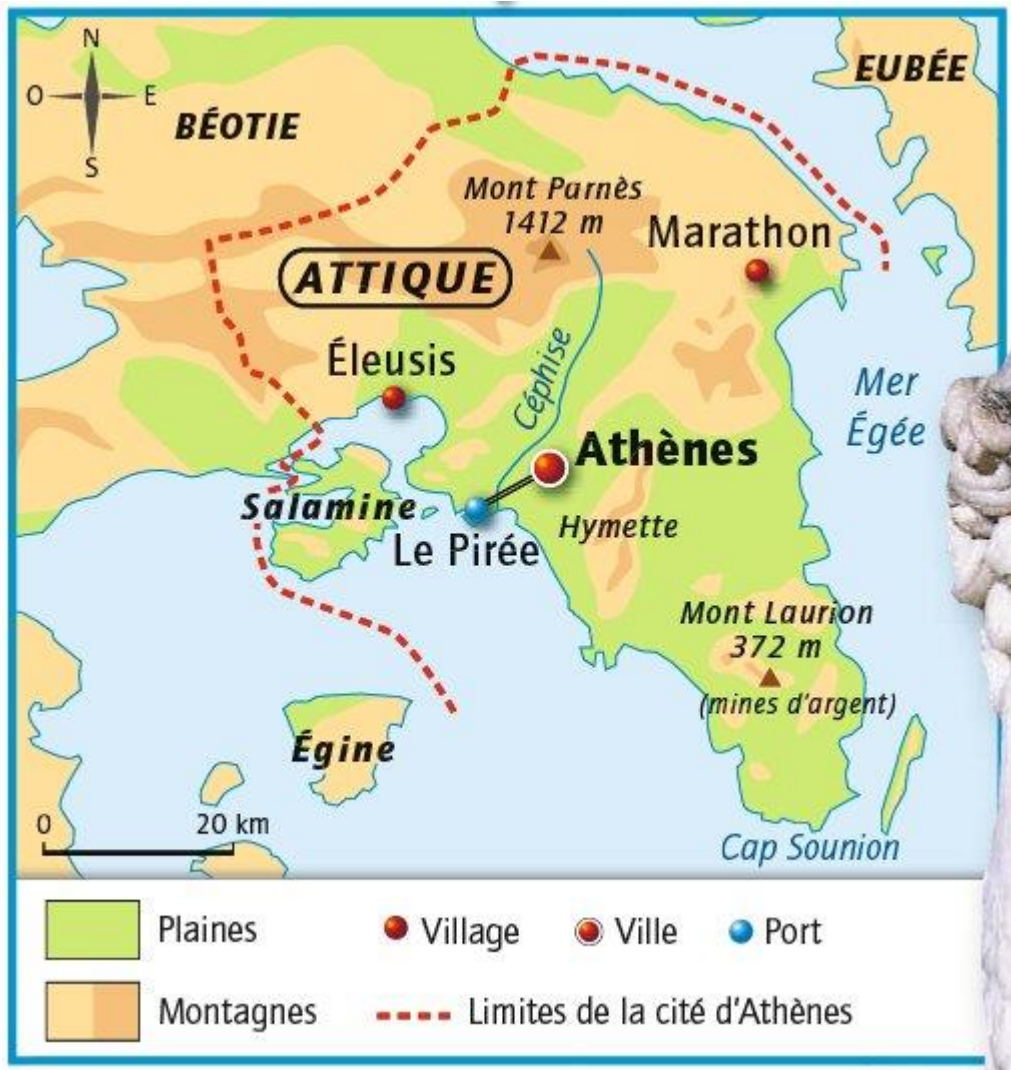 N
O E
S
BÉOTIE
EUBÉE
Mont Parnès
1412 m
Marathon
ATTIQUE
Éleusis
Céphise
Mer
Égée
Athènes
Salamine
Hymette
Le Pirée
Mont Laurion
372 m
(mines d'argent)
Égine
0 20 km
Cap Sounion
Plaines
Village
Ville
Port
Montagnes
Limites de la cité d'Athènes